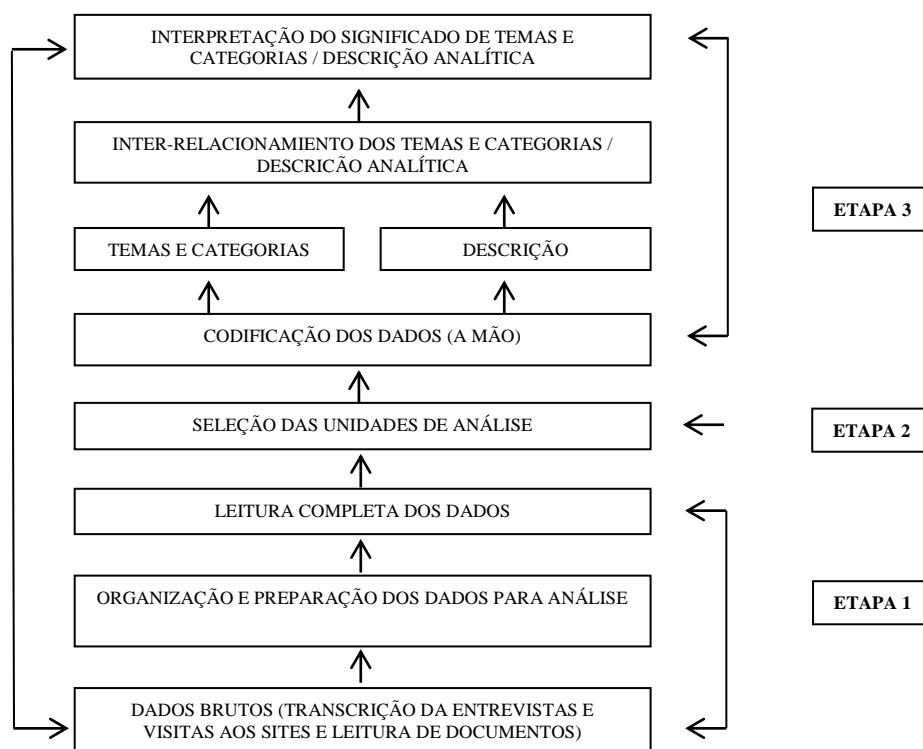 INTERPRETAÇÃO DO SIGNIFICADO DE TEMAS E
CATEGORIAS / DESCRIÇÃO ANALÍTICA
INTER-RELACIONAMIENTO DOS TEMAS E CATEGORIAS /
DESCRICÃO ANALÍTICA
ETAPA 3
TEMAS E CATEGORIAS
DESCRIÇÃO
CODIFICAÇÃO DOS DADOS (A MÃO)
SELEÇÃO DAS UNIDADES DE ANÁLISE
ETAPA 2
LEITURA COMPLETA DOS DADOS
ORGANIZAÇÃO E PREPARAÇÃO DOS DADOS PARA ANÁLISE
ETAPA 1
DADOS BRUTOS (TRANSCRIÇÃO DA ENTREVISTAS E
VISITAS AOS SITES E LEITURA DE DOCUMENTOS)